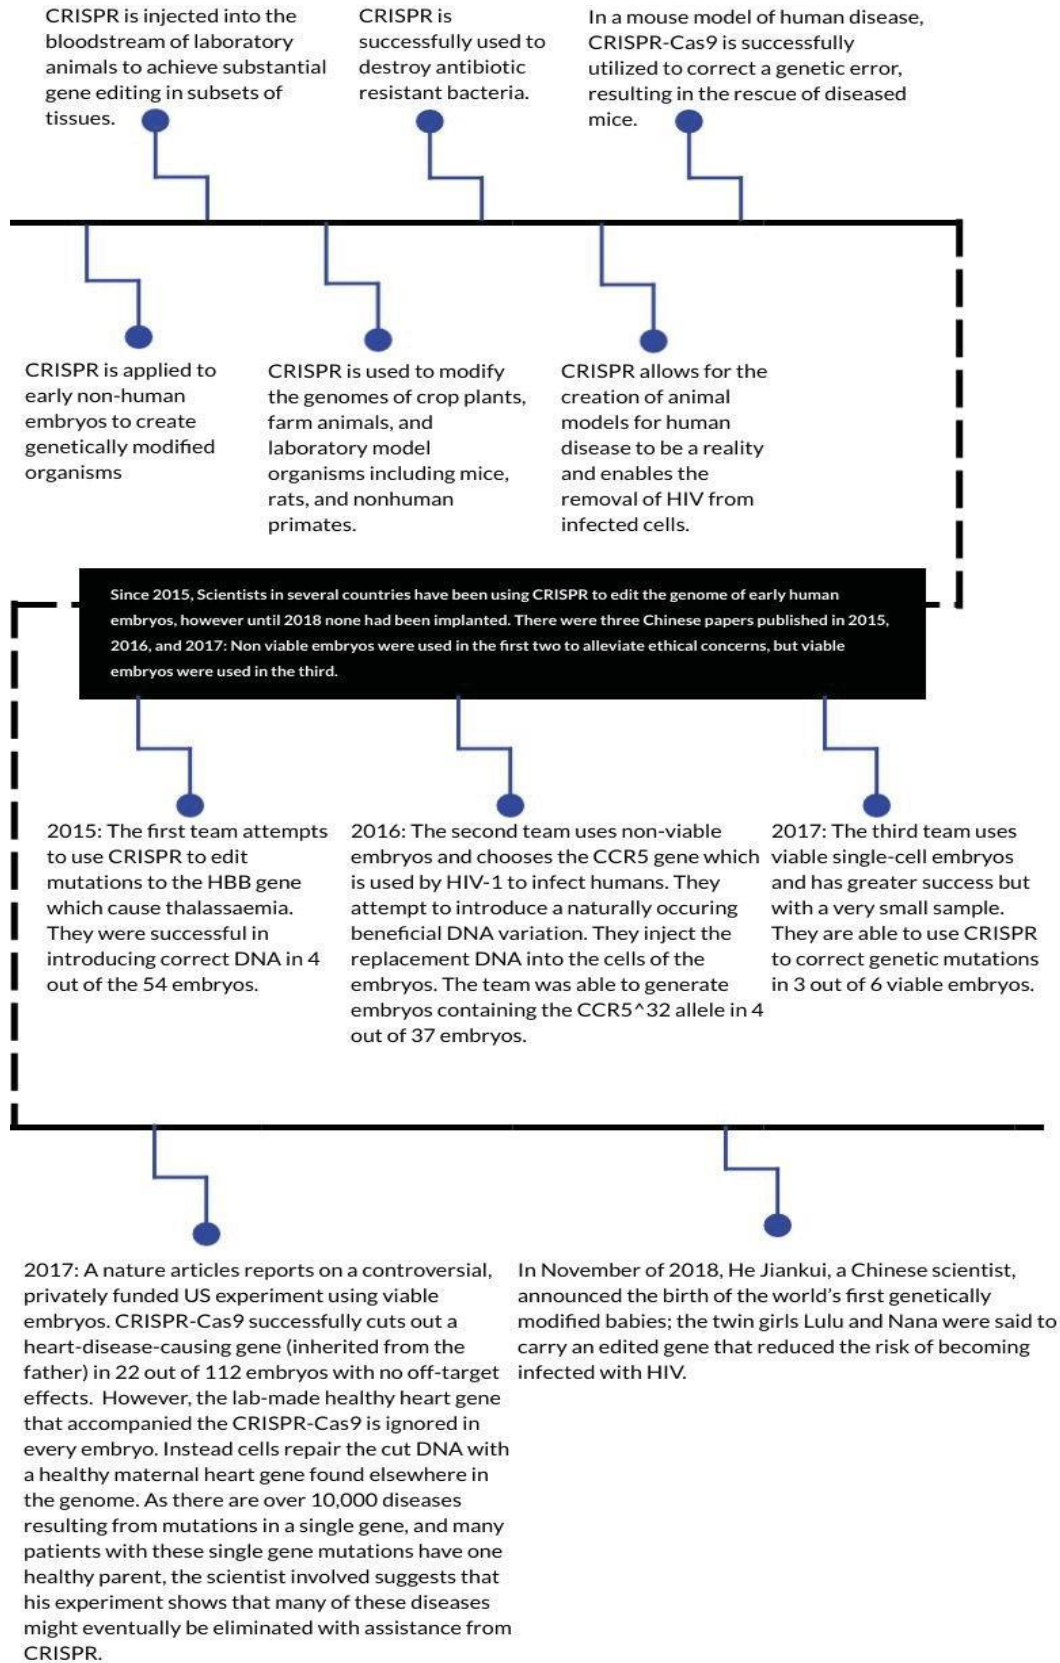 CRISPR is injected into the
bloodstream of laboratory
animals to achieve substantial
gene editing in subsets of
tissues.
CRISPR is
successfully used to
destroy antibiotic
resistant bacteria.
In a mouse model of human disease,
CRISPR-Cas9 is successfully
utilized to correct a genetic error,
resulting in the rescue of diseased
mice.
CRISPR is applied to
early non-human
embryos to create
genetically modified
organisms
CRISPR is used to modify
the genomes of crop plants,
farm animals, and
laboratory model
organisms including mice,
rats, and nonhuman
primates.
CRISPR allows for the
creation of animal
models for human
disease to be a reality
and enables the
removal of HIV from
infected cells.
Since 2015, Scientists in several countries have been using CRISPR to edit the genome of early human
embryos, however until 2018 none had been implanted. There were three Chinese papers published in 2015,
2016, and 2017: Non viable embryos were used in the first two to alleviate ethical concerns, but viable
embryos were used in the third.
2015: The first team attempts
to use CRISPR to edit
mutations to the HBB gene
which cause thalassaemia.
They were successful in
introducing correct DNA in 4
out of the 54 embryos.
2016: The second team uses non-viable
embryos and chooses the CCR5 gene which
is used by HIV-1 to infect humans. They
attempt to introduce a naturally occuring
beneficial DNA variation. They inject the
replacement DNA into the cells of the
embryos. The team was able to generate
embryos containing the CCR5^32 allele in 4
out of 37 embryos.
2017: The third team uses
viable single-cell embryos
and has greater success but
with a very small sample.
They are able to use CRISPR
to correct genetic mutations
in 3 out of 6 viable embryos.
2017: A nature articles reports on a controversial,
privately funded US experiment using viable
embryos. CRISPR-Cas9 successfully cuts out a
heart-disease-causing gene (inherited from the
father) in 22 out of 112 embryos with no off-target
effects. However, the lab-made healthy heart gene
that accompanied the CRISPR-Cas9 is ignored in
every embryo. Instead cells repair the cut DNA with
a healthy maternal heart gene found elsewhere in
the genome. As there are over 10,000 diseases
resulting from mutations in a single gene, and many
patients with these single gene mutations have one
healthy parent, the scientist involved suggests that
his experiment shows that many of these diseases
might eventually be eliminated with assistance from
CRISPR.
In November of 2018, He Jiankui, a Chinese scientist,
announced the birth of the world's first genetically
modified babies; the twin girls Lulu and Nana were said to
carry an edited gene that reduced the risk of becoming
infected with HIV.